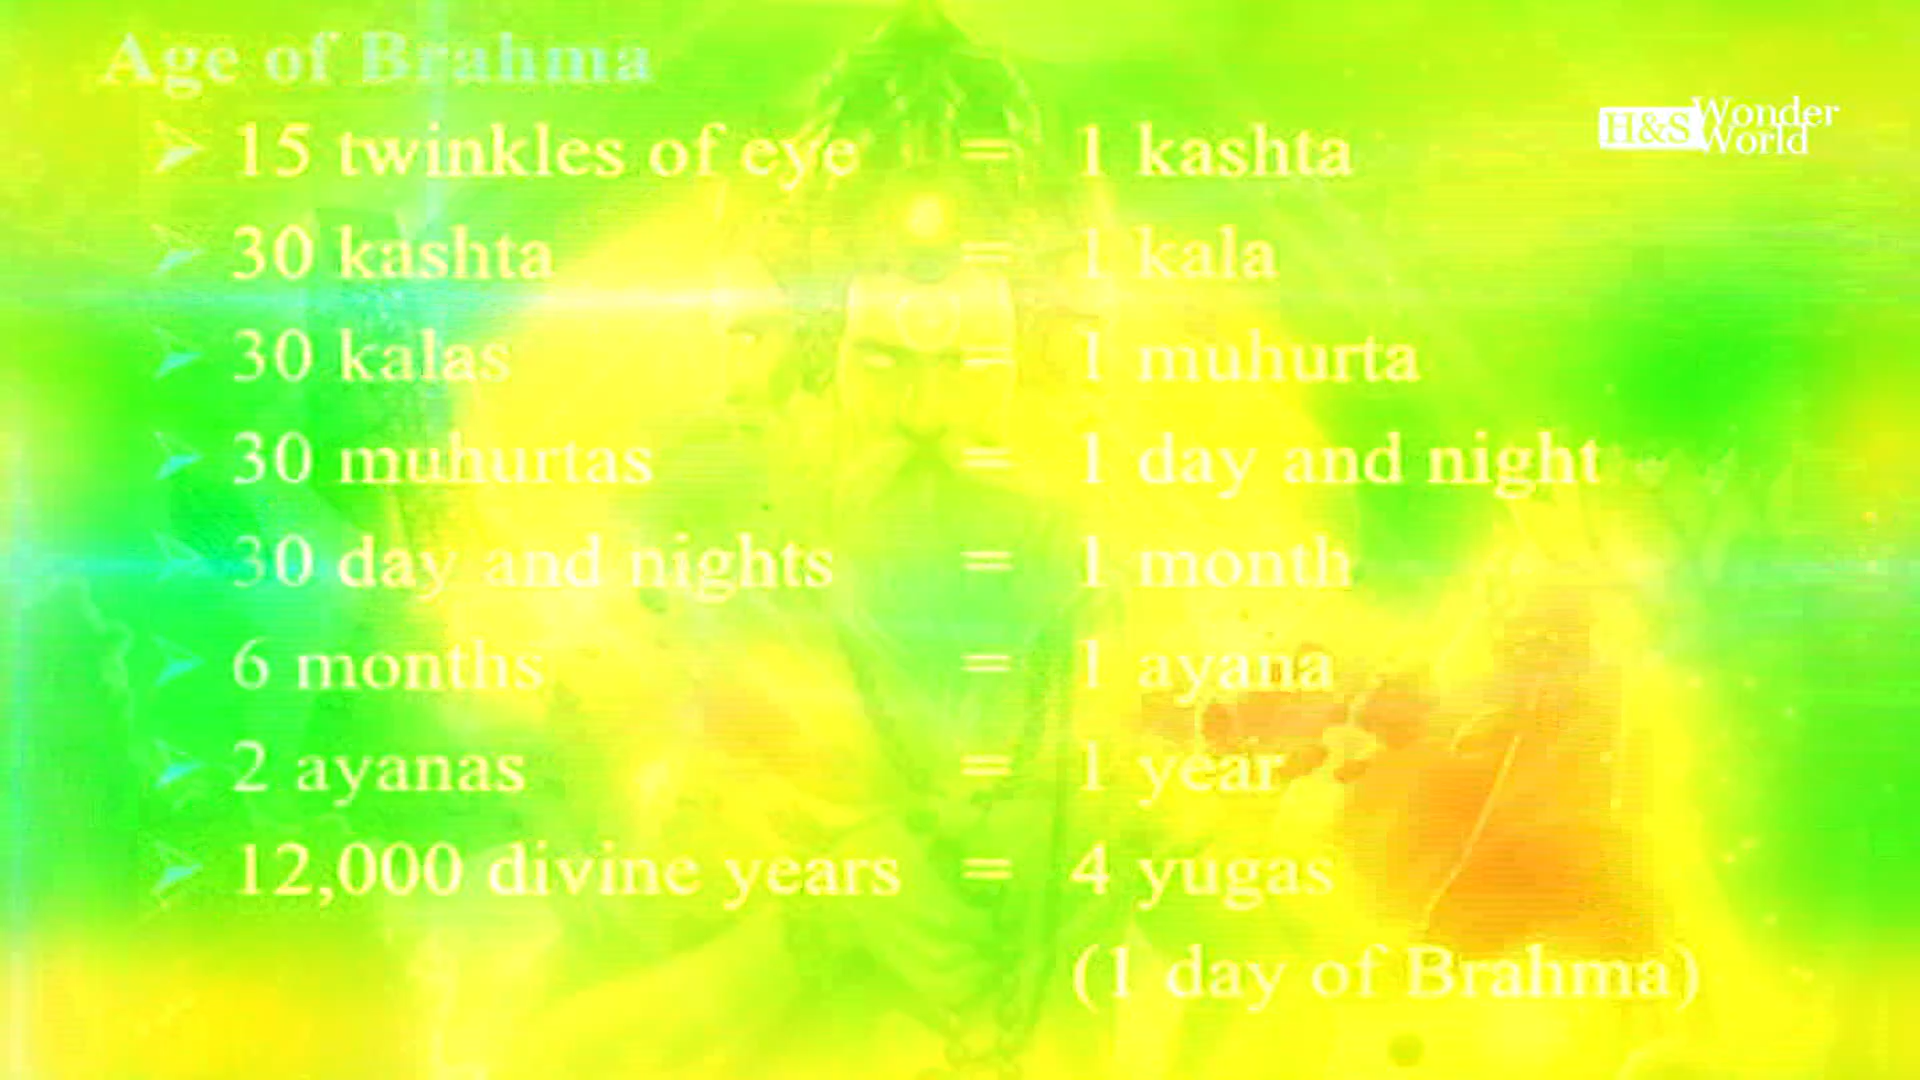 Age of Brahma
H&S Wonder World
➢ 15 twinkles of eye = 1 kashta
➢ 30 kashta = 1 kala
➢ 30 kalas = 1 muhurta
➢ 30 muhurtas = 1 day and night
➢ 30 day and nights = 1 month
➢ 6 months = 1 ayana
➢ 2 ayanas = 1 year
➢ 12,000 divine years = 4 yugas
(1 day of Brahma)